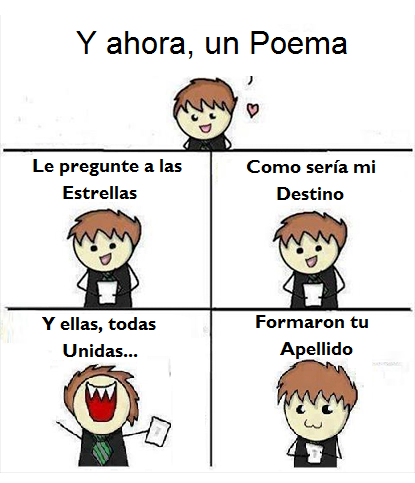 Y ahora, un Poema
Le pregunte a las
Estrellas
Como sería mi
Destino
Y ellas, todas
Unidas...
Formaron tu
Apellido